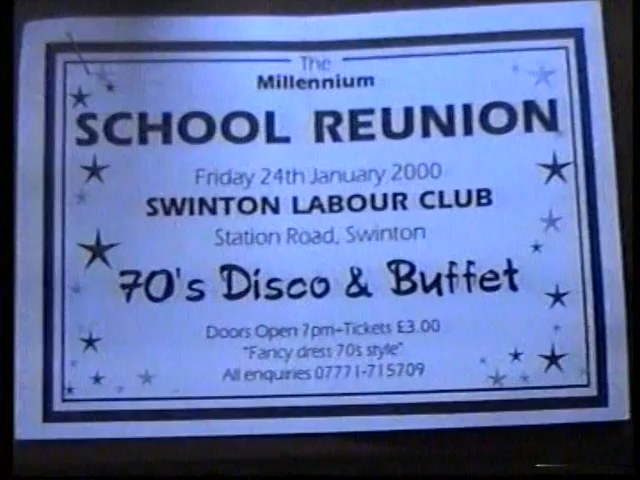 The
Millennium
SCHOOL REUNION
Friday 24th January 2000
SWINTON LABOUR CLUB
Station Road, Swinton
70's Disco & Buffet
Doors Open 7pm-Tickets £3.00
"Fancy dress 70s style"
All enquiries 07771-715709